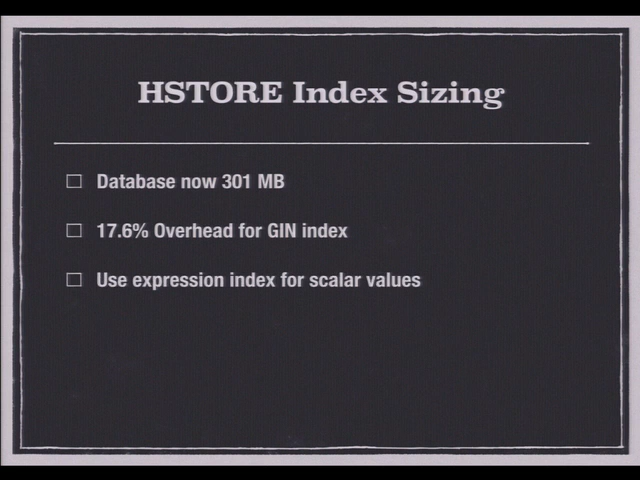 HSTORE Index Sizing
Database now 301 MB
17.6% Overhead for GIN index
Use expression index for scalar values